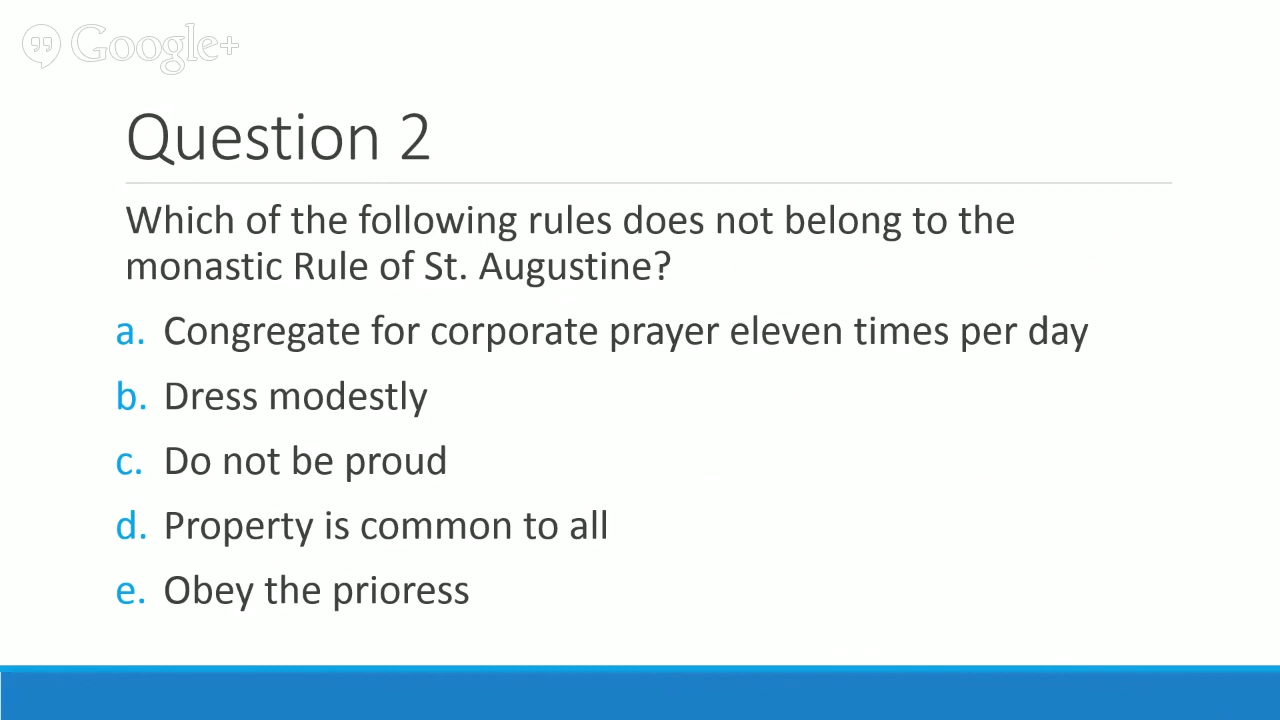 Google+
Question 2
Which of the following rules does not belong to the
monastic Rule of St. Augustine?
a. Congregate for corporate prayer eleven times per day
b. Dress modestly
c. Do not be proud
d. Property is common to all
e. Obey the prioress